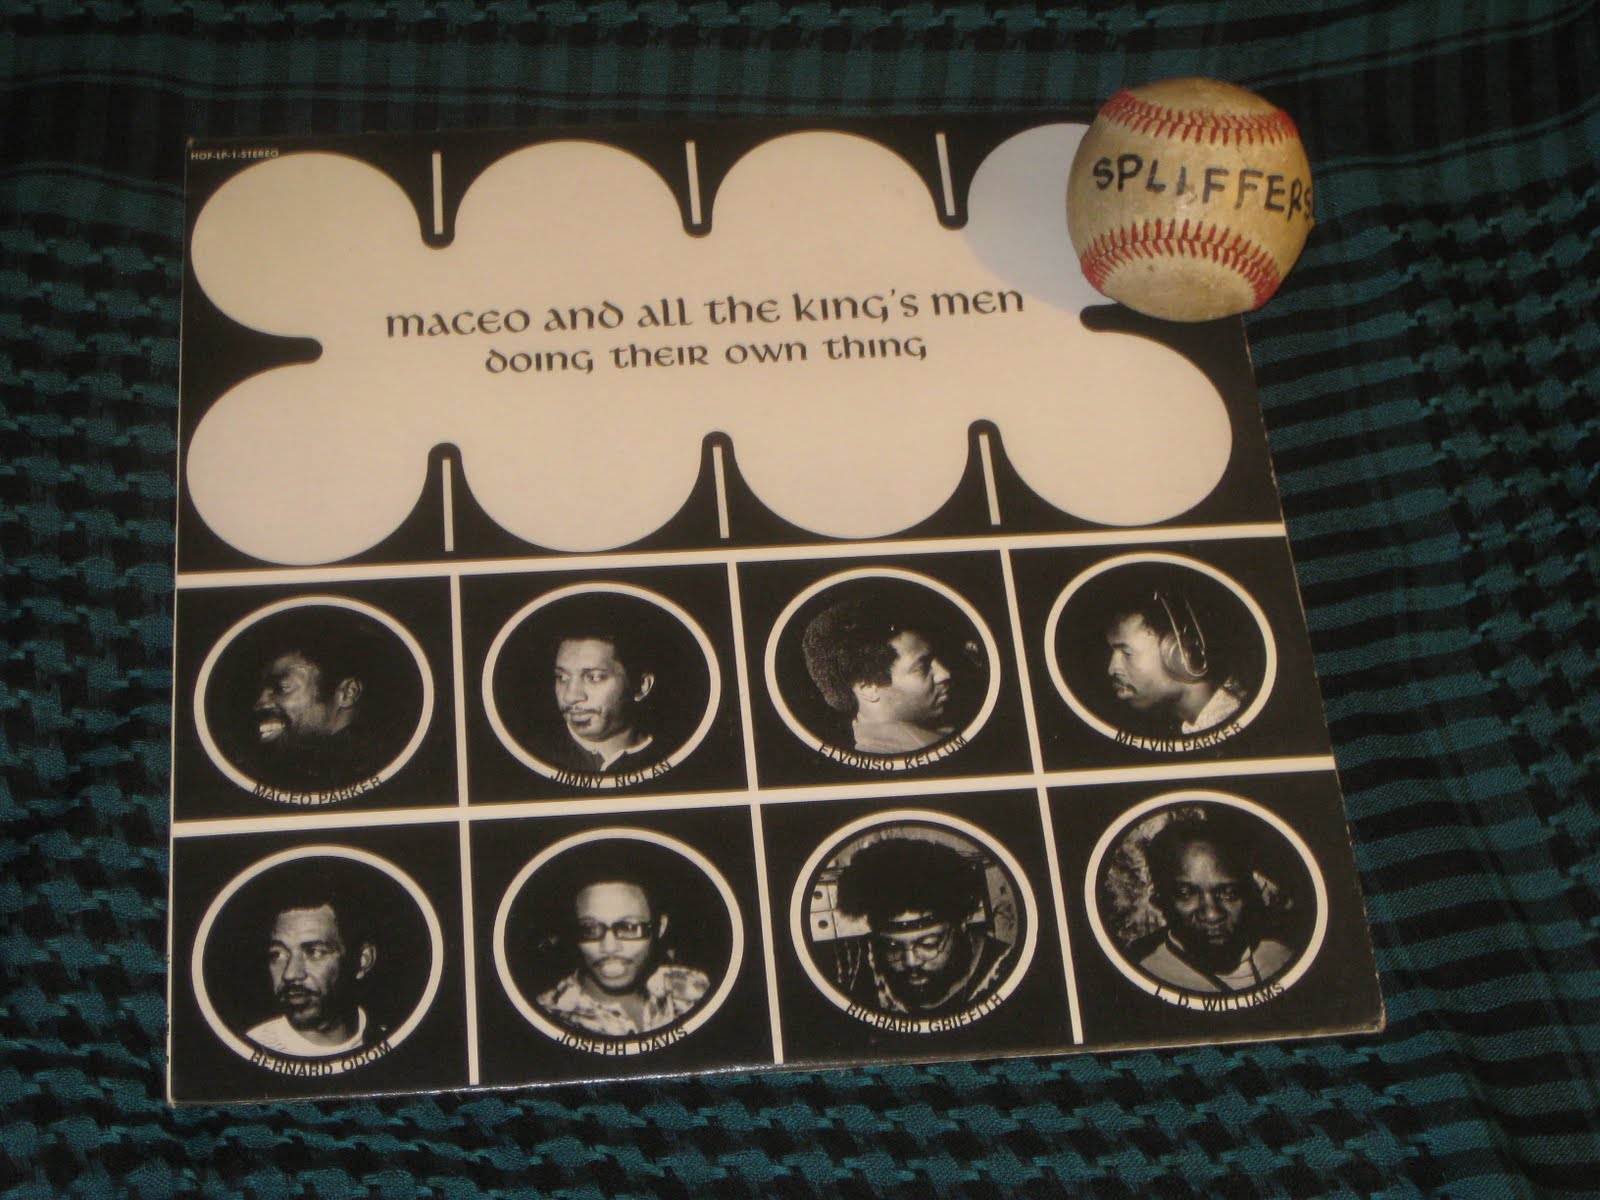 HOF-LP-1-STEREO
SPLIFFERS
maceo and all the king's men
doing their own thing
MACEO PARKER
JIMMY NOLAN
ELVONSO KELLUM
MELVIN PARKER
BERNARD ODOM
JOSEPH DAVIS
RICHARD GRIFFITH
L. D. WILLIAMS